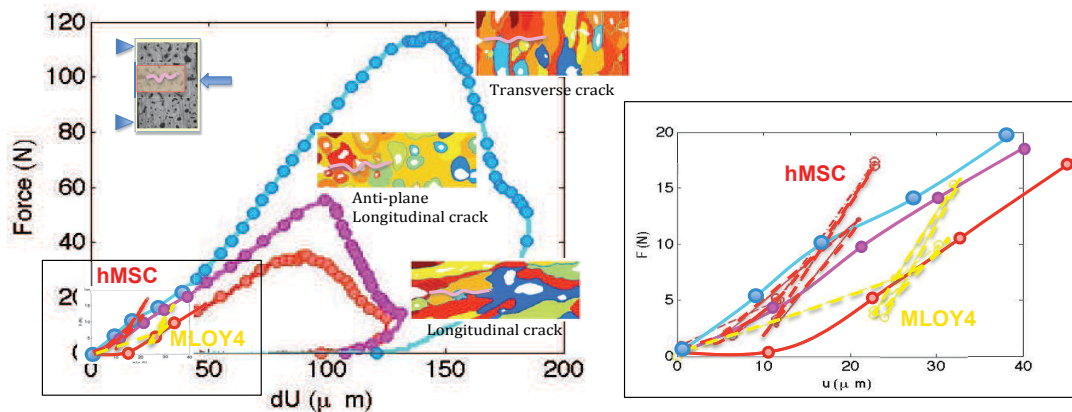 120
100
80
60
40
20
0
Force (N)
0
50
100
150
200
dU (μ m)
Transverse crack
Anti-plane
Longitudinal crack
Longitudinal crack
hMSC
MLOY4
20
15
10
5
0
F (N)
0
10
20
30
40
u (μ m)
hMSC
MLOY4